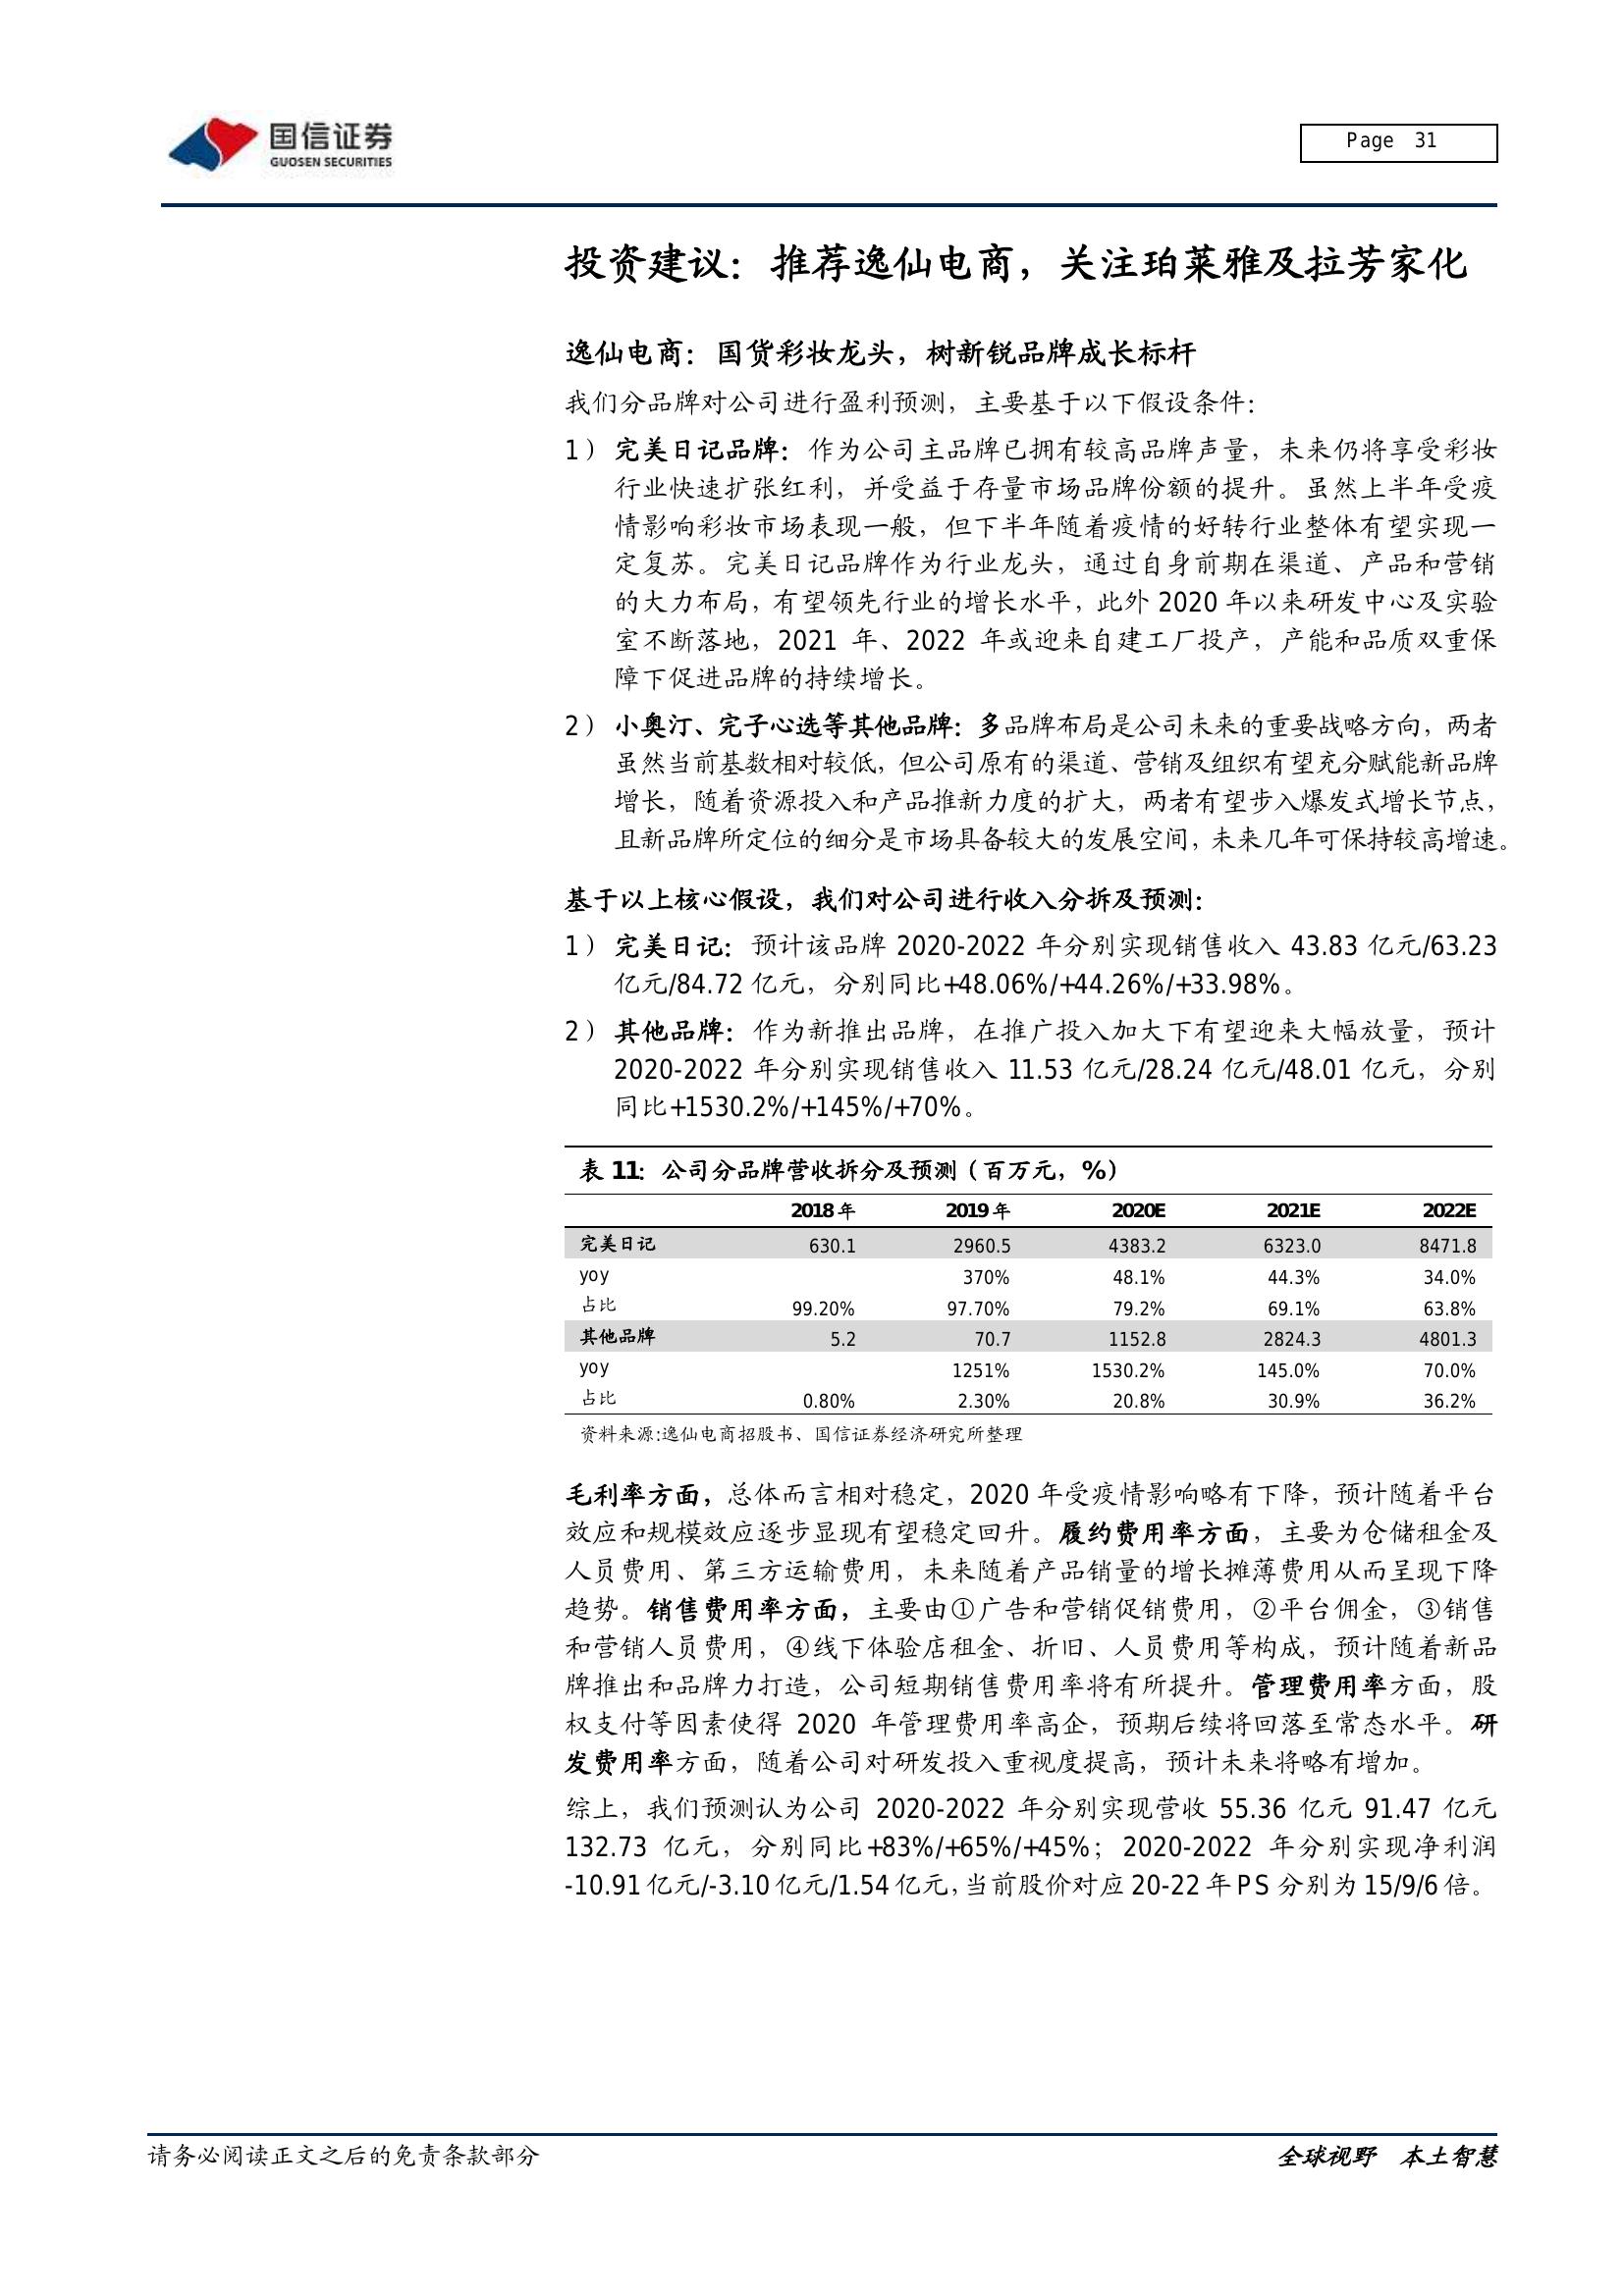 国信证券
GUOSEN SECURITIES
Page 31
投资建议：推荐逸仙电商，关注珀莱雅及拉芳家化
逸仙电商：国货彩妆龙头，树新锐品牌成长标杆
我们分品牌对公司进行盈利预测，主要基于以下假设条件：
1） 完美日记品牌：作为公司主品牌已拥有较高品牌声量，未来仍将享受彩妆
行业快速扩张红利，并受益于存量市场品牌份额的提升。虽然上半年受疫
情影响彩妆市场表现一般，但下半年随着疫情的好转行业整体有望实现一
定复苏。完美日记品牌作为行业龙头，通过自身前期在渠道、产品和营销
的大力布局，有望领先行业的增长水平，此外 2020 年以来研发中心及实验
室不断落地，2021 年、2022 年或迎来自建工厂投产，产能和品质双重保
障下促进品牌的持续增长。
2） 小奥汀、完子心选等其他品牌：多品牌布局是公司未来的重要战略方向，两者
虽然当前基数相对较低，但公司原有的渠道、营销及组织有望充分赋能新品牌
增长，随着资源投入和产品推新力度的扩大，两者有望步入爆发式增长节点，
且新品牌所定位的细分是市场具备较大的发展空间，未来几年可保持较高增速。
基于以上核心假设，我们对公司进行收入分拆及预测：
1） 完美日记：预计该品牌 2020-2022 年分别实现销售收入 43.83 亿元/63.23
亿元/84.72 亿元，分别同比+48.06%/+44.26%/+33.98%。
2） 其他品牌：作为新推出品牌，在推广投入加大下有望迎来大幅放量，预计
2020-2022 年分别实现销售收入 11.53 亿元/28.24 亿元/48.01 亿元，分别
同比+1530.2%/+145%/+70%。
表 11：公司分品牌营收拆分及预测（百万元，%）
2018 年 2019 年 2020E 2021E 2022E
完美日记 630.1 2960.5 4383.2 6323.0 8471.8
yoy 370% 48.1% 44.3% 34.0%
占比 99.20% 97.70% 79.2% 69.1% 63.8%
其他品牌 5.2 70.7 1152.8 2824.3 4801.3
yoy 1251% 1530.2% 145.0% 70.0%
占比 0.80% 2.30% 20.8% 30.9% 36.2%
资料来源:逸仙电商招股书、国信证券经济研究所整理
毛利率方面，总体而言相对稳定，2020 年受疫情影响略有下降，预计随着平台
效应和规模效应逐步显现有望稳定回升。履约费用率方面，主要为仓储租金及
人员费用、第三方运输费用，未来随着产品销量的增长摊薄费用从而呈现下降
趋势。销售费用率方面，主要由①广告和营销促销费用，②平台佣金，③销售
和营销人员费用，④线下体验店租金、折旧、人员费用等构成，预计随着新品
牌推出和品牌力打造，公司短期销售费用率将有所提升。管理费用率方面，股
权支付等因素使得 2020 年管理费用率高企，预期后续将回落至常态水平。研
发费用率方面，随着公司对研发投入重视度提高，预计未来将略有增加。
综上，我们预测认为公司 2020-2022 年分别实现营收 55.36 亿元 91.47 亿元
132.73 亿元，分别同比+83%/+65%/+45%；2020-2022 年分别实现净利润
-10.91 亿元/-3.10 亿元/1.54 亿元，当前股价对应 20-22 年 PS 分别为 15/9/6 倍。
请务必阅读正文之后的免责条款部分
全球视野 本土智慧